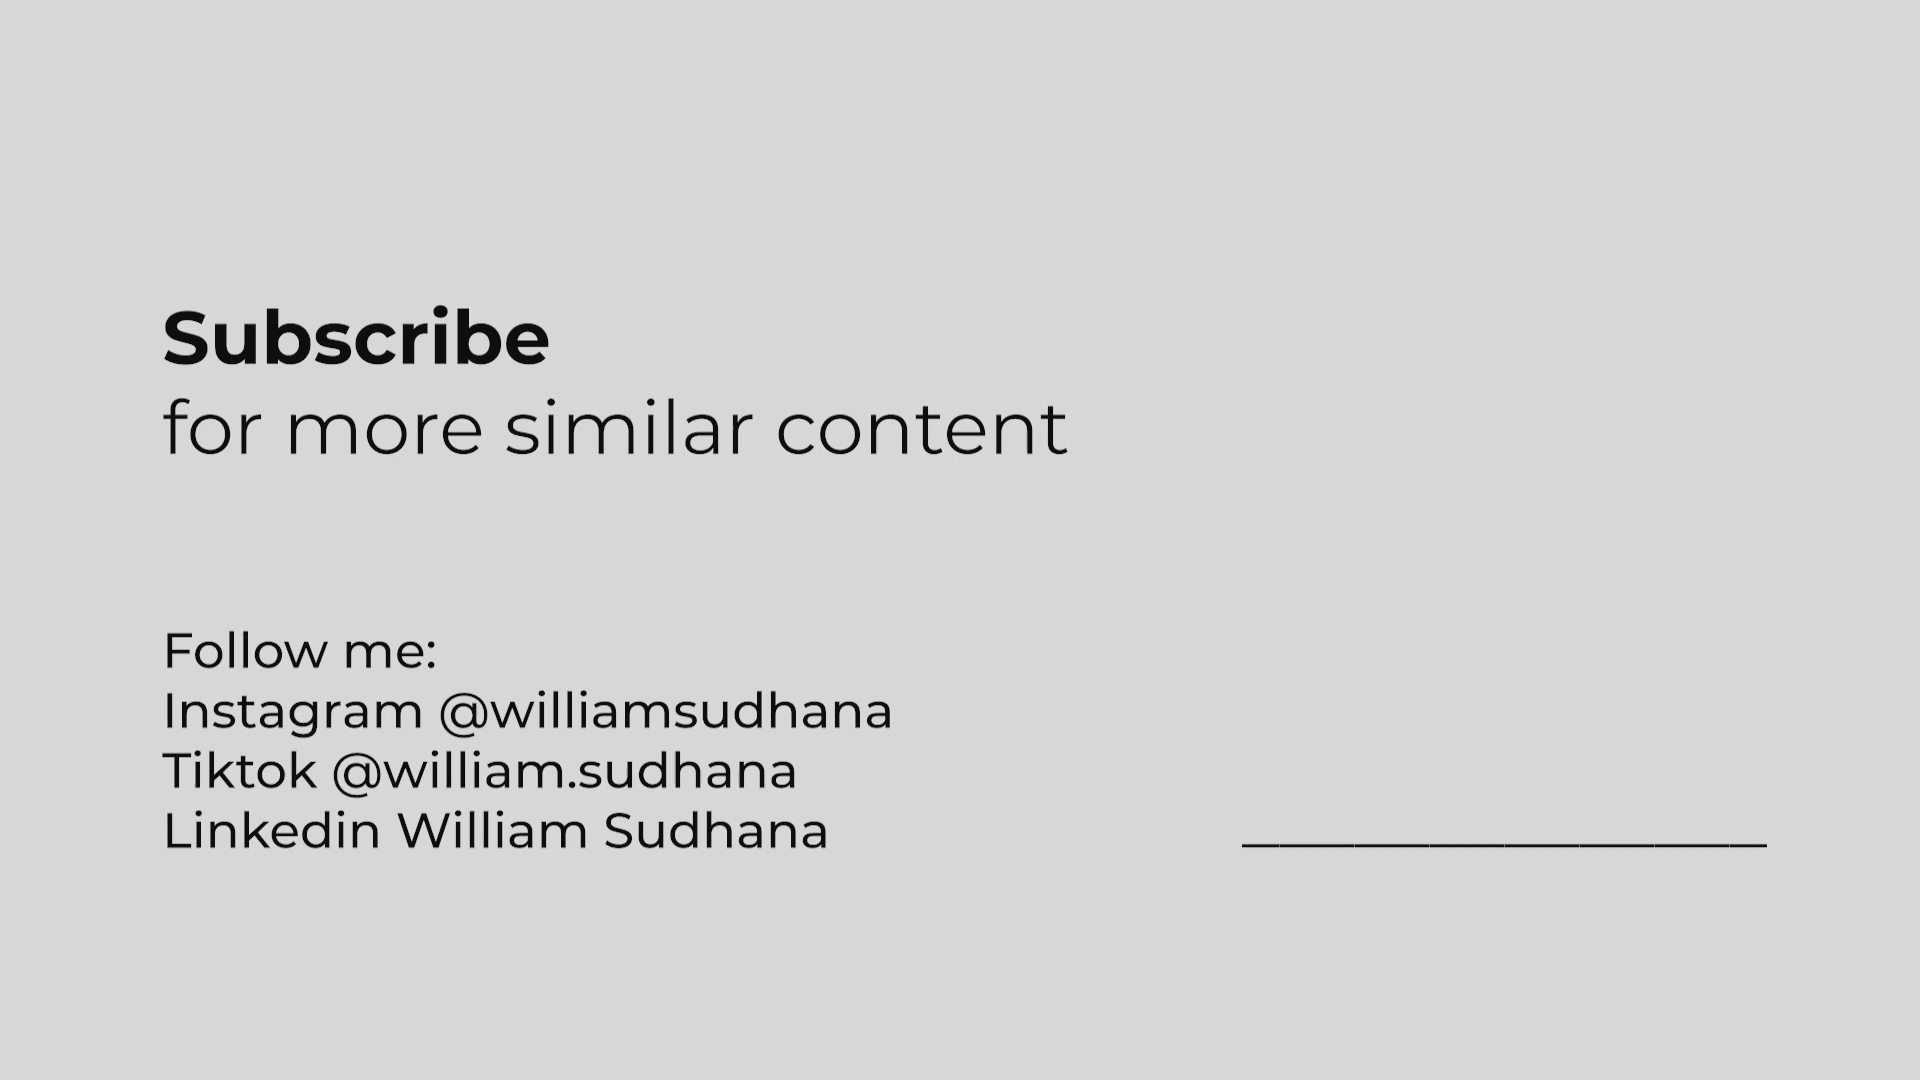 Subscribe
for more similar content
Follow me:
Instagram @williamsudhana
Tiktok @william.sudhana
Linkedin William Sudhana